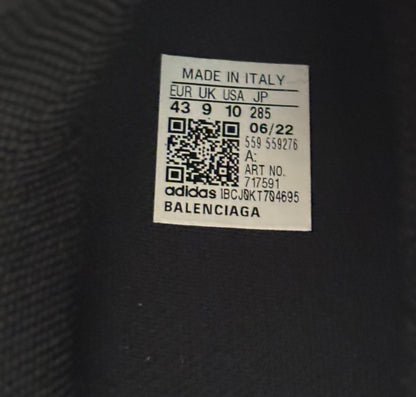 MADE IN ITALY
EUR UK USA JP
43 9 10 285
06/22
559 559276
A:
ART NO.
717591
adidas 1BCJ0KT704695
BALENCIAGA